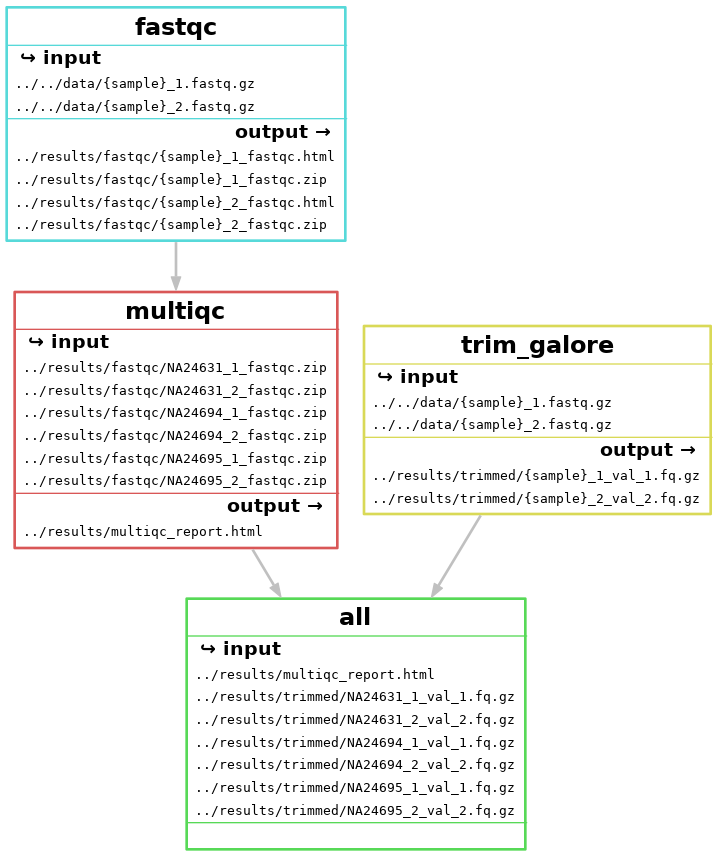 fastqc
↪ input
../../data/{sample}_1.fastq.gz
../../data/{sample}_2.fastq.gz
output →
../results/fastqc/{sample}_1_fastqc.html
../results/fastqc/{sample}_1_fastqc.zip
../results/fastqc/{sample}_2_fastqc.html
../results/fastqc/{sample}_2_fastqc.zip
multiqc
↪ input
../results/fastqc/NA24631_1_fastqc.zip
../results/fastqc/NA24631_2_fastqc.zip
../results/fastqc/NA24694_1_fastqc.zip
../results/fastqc/NA24694_2_fastqc.zip
../results/fastqc/NA24695_1_fastqc.zip
../results/fastqc/NA24695_2_fastqc.zip
output →
../results/multiqc_report.html
trim_galore
↪ input
../../data/{sample}_1.fastq.gz
../../data/{sample}_2.fastq.gz
output →
../results/trimmed/{sample}_1_val_1.fq.gz
../results/trimmed/{sample}_2_val_2.fq.gz
all
↪ input
../results/multiqc_report.html
../results/trimmed/NA24631_1_val_1.fq.gz
../results/trimmed/NA24631_2_val_2.fq.gz
../results/trimmed/NA24694_1_val_1.fq.gz
../results/trimmed/NA24694_2_val_2.fq.gz
../results/trimmed/NA24695_1_val_1.fq.gz
../results/trimmed/NA24695_2_val_2.fq.gz